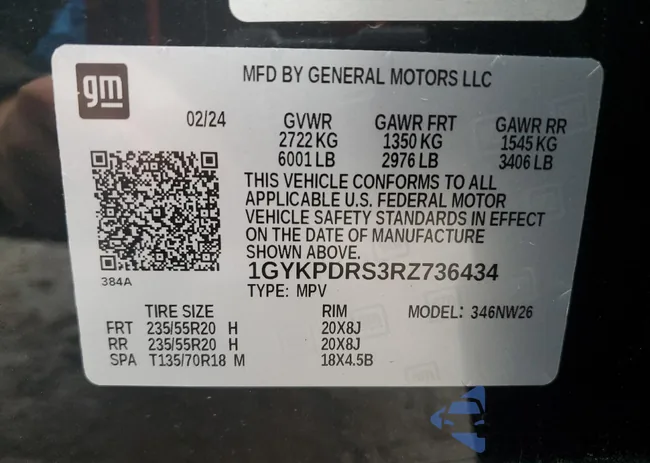 gm
MFD BY GENERAL MOTORS LLC
02/24 GVWR GAWR FRT GAWR RR
2722 KG 1350 KG 1545 KG
6001 LB 2976 LB 3406 LB
THIS VEHICLE CONFORMS TO ALL
APPLICABLE U.S. FEDERAL MOTOR
VEHICLE SAFETY STANDARDS IN EFFECT
ON THE DATE OF MANUFACTURE
SHOWN ABOVE.
384A
1GYKPDRS3RZ736434
TYPE: MPV
TIRE SIZE RIM MODEL: 346NW26
FRT 235/55R20 H 20X8J
RR 235/55R20 H 20X8J
SPA T135/70R18 M 18X4.5B